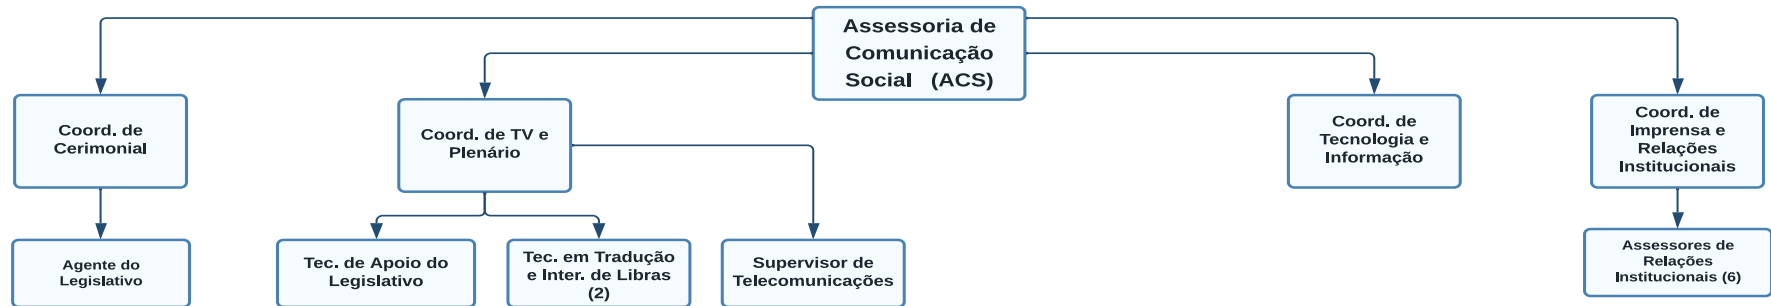 Assessoria de
Comunicação
Social (ACS)
Coord. de
Cerimonial
Coord. de TV e
Plenário
Coord. de
Tecnologia e
Informação
Coord. de
Imprensa e
Relações
Institucionais
Agente do
Legislativo
Tec. de Apoio do
Legislativo
Tec. em Tradução
e Inter. de Libras
(2)
Supervisor de
Telecomunicações
Assessores de
Relações
Institucionais (6)